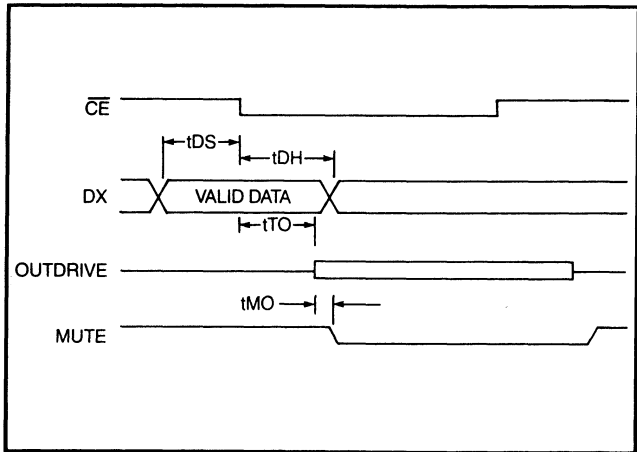 CE
tDS
tDH
DX
VALID DATA
tTO
OUTDRIVE
tMO
MUTE